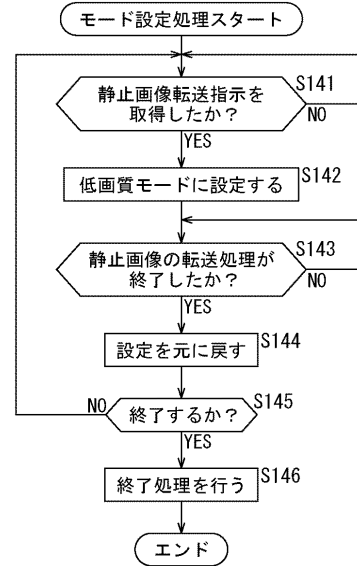 モード設定処理スタート
静止画像転送指示を
取得したか？
S141
NO
YES
低画質モードに設定する
S142
静止画像の転送処理が
終了したか？
S143
NO
YES
設定を元に戻す
S144
終了するか？
S145
NO
YES
終了処理を行う
S146
エンド